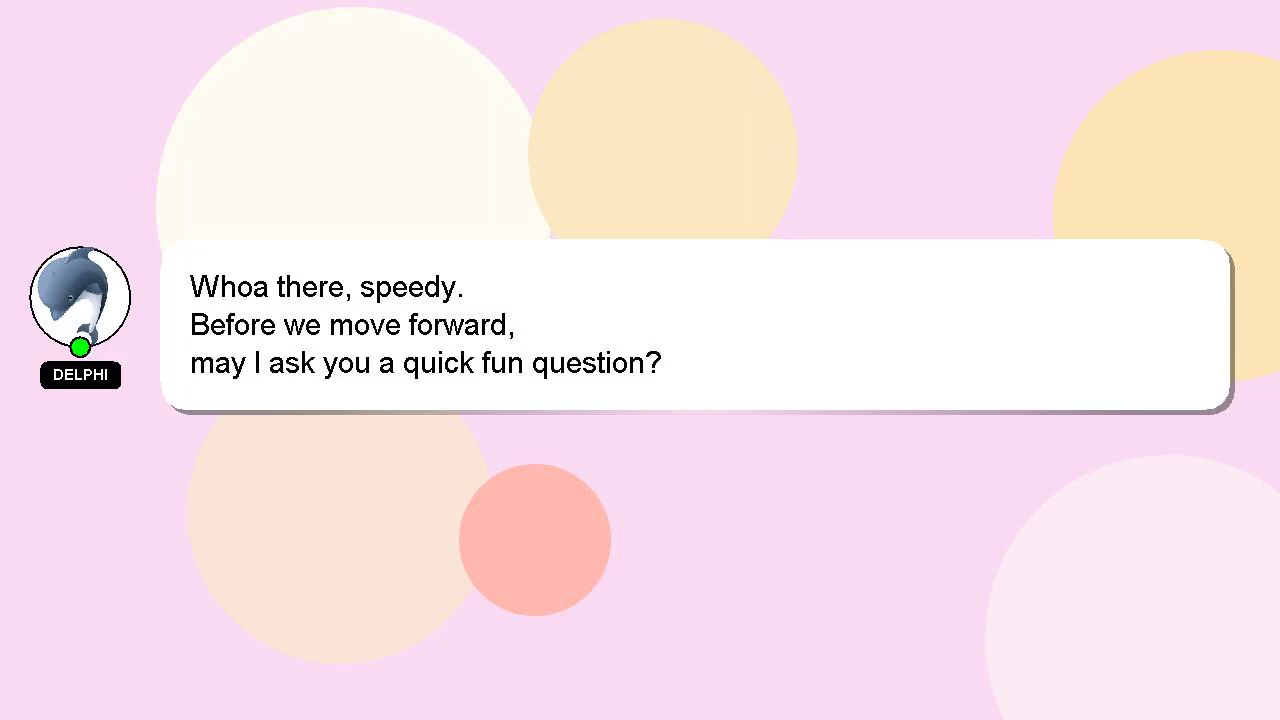 Whoa there, speedy.
Before we move forward,
may I ask you a quick fun question?
DELPHI